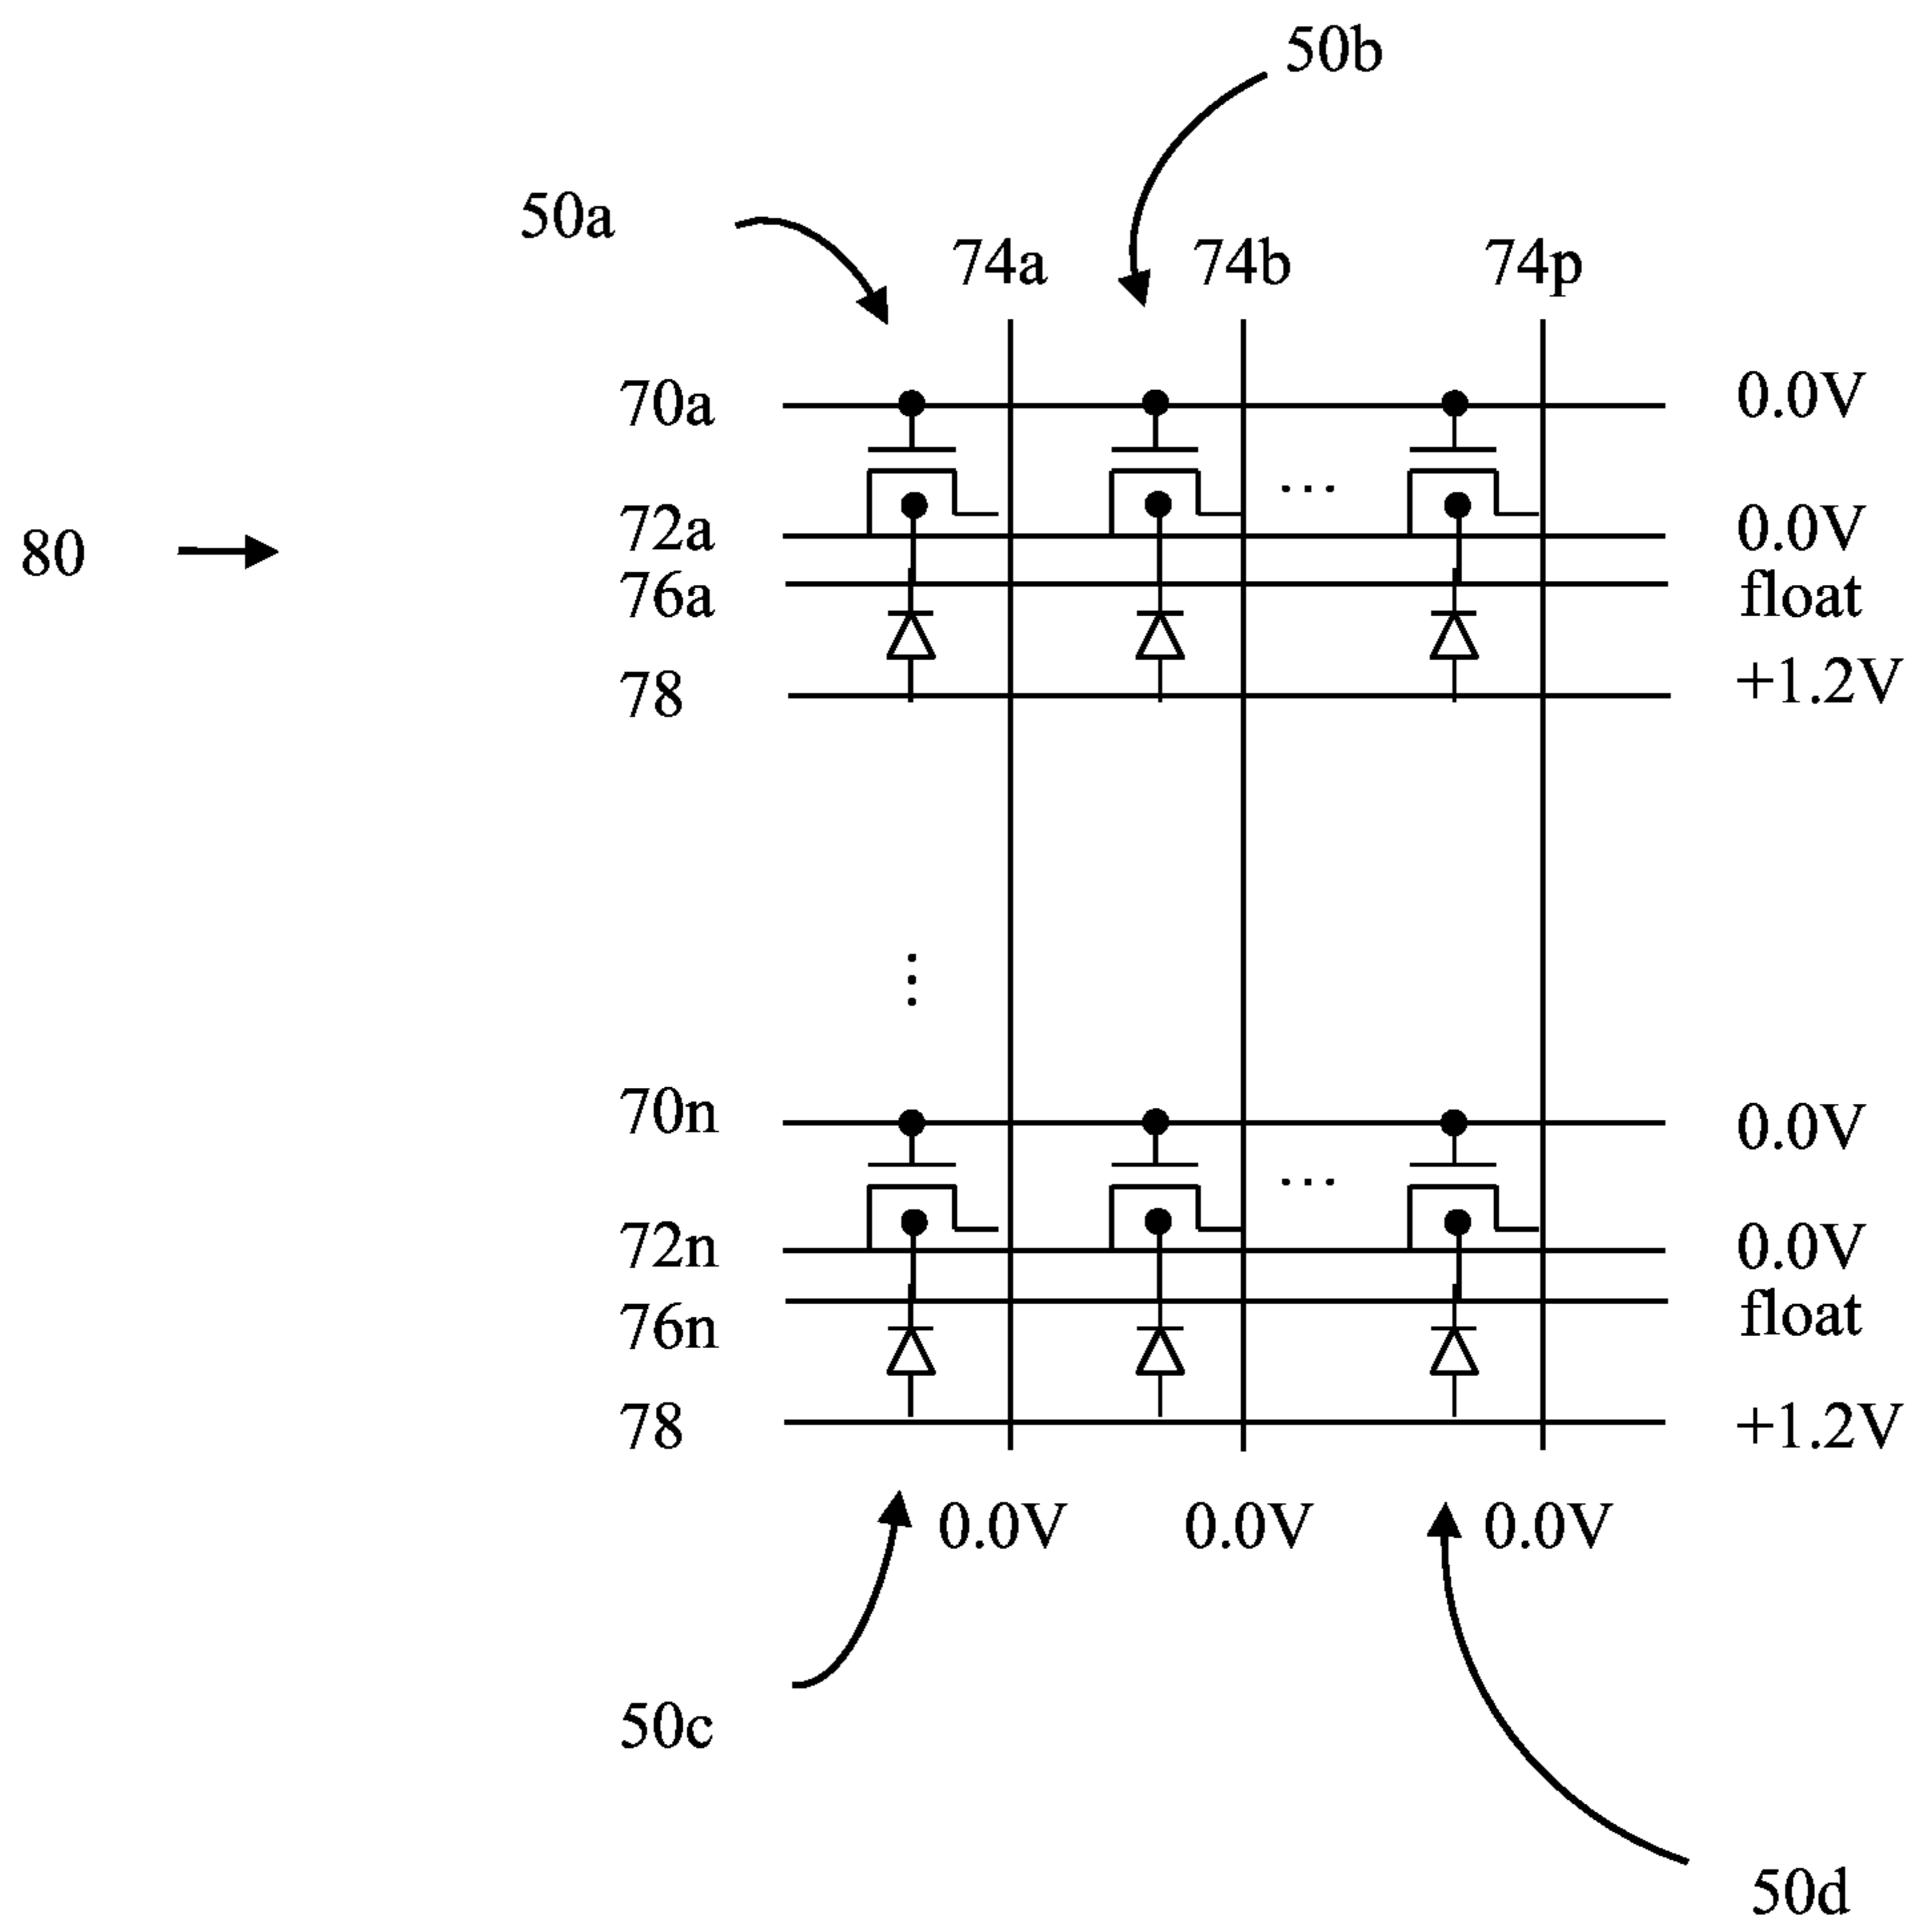 50b
50a
74a 74b 74p
70a 0.0V
...
72a 0.0V
80
76a float
78 +1.2V
70n 0.0V
...
72n 0.0V
76n float
78 +1.2V
0.0V 0.0V 0.0V
50c
50d